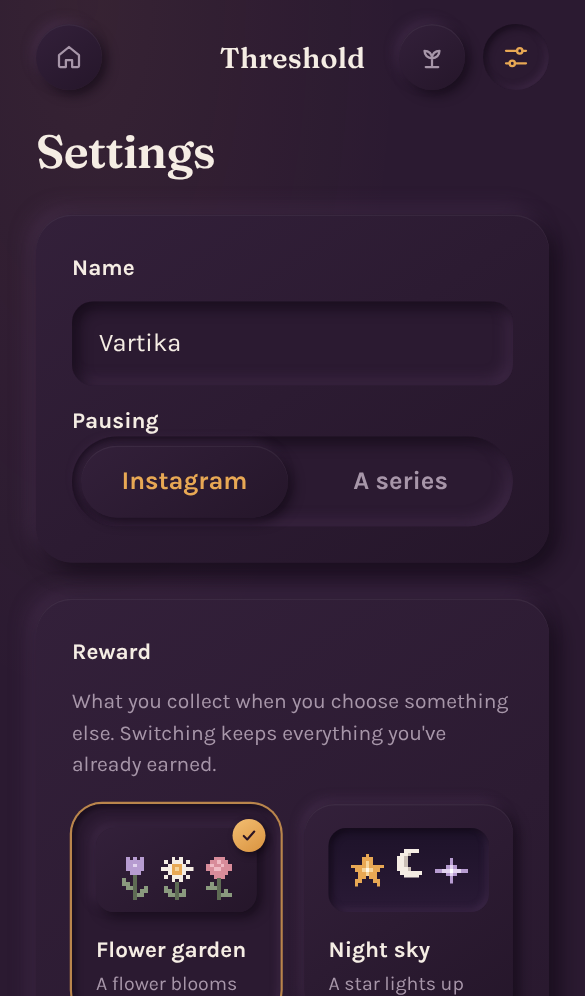 Threshold
Settings
Name
Vartika
Pausing
Instagram
A series
Reward
What you collect when you choose something
else. Switching keeps everything you've
already earned.
Flower garden
A flower blooms
Night sky
A star lights up